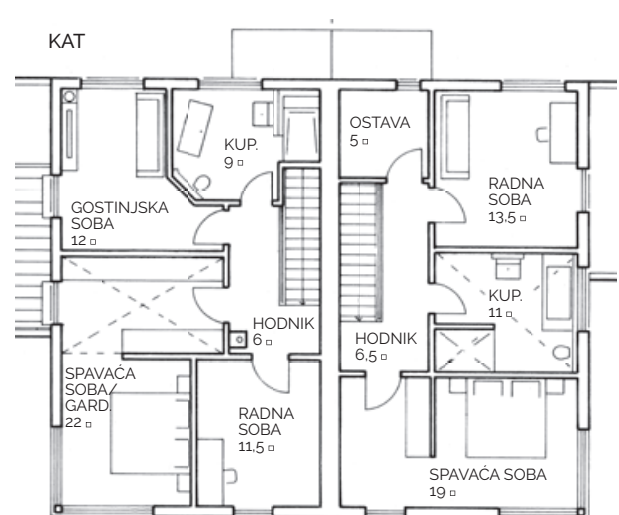 KAT
KUP.
9 □
OSTAVA
5 □
GOSTINJSKA
SOBA
12 □
RADNA
SOBA
13,5 □
KUP.
11 □
HODNIK
6 □
HODNIK
6,5 □
SPAVAĆA
SOBA/
GARD.
22 □
RADNA
SOBA
11,5 □
SPAVAĆA SOBA
19 □